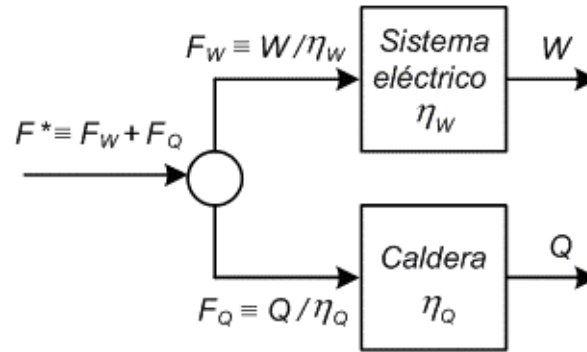 F_W ≡ W/η_W
Sistema
eléctrico
η_W
W
F* ≡ F_W + F_Q
F_Q ≡ Q/η_Q
Caldera
η_Q
Q